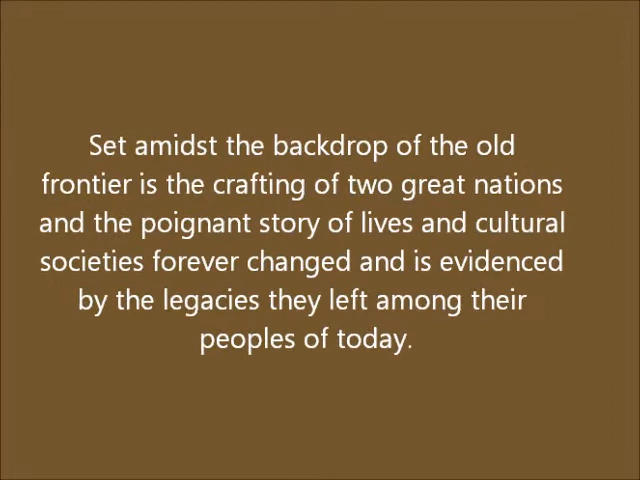 Set amidst the backdrop of the old
frontier is the crafting of two great nations
and the poignant story of lives and cultural
societies forever changed and is evidenced
by the legacies they left among their
peoples of today.